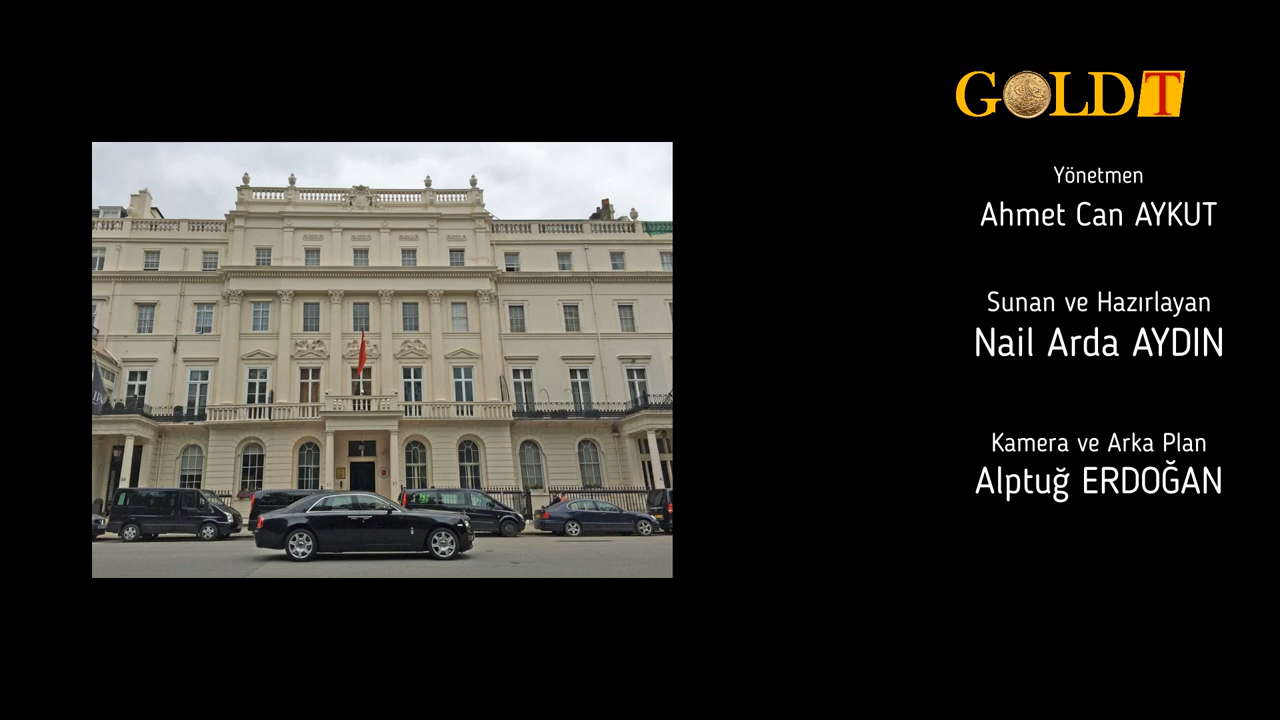 GOLDT
Yönetmen
Ahmet Can AYKUT
Sunan ve Hazırlayan
Nail Arda AYDIN
Kamera ve Arka Plan
Alptuğ ERDOĞAN